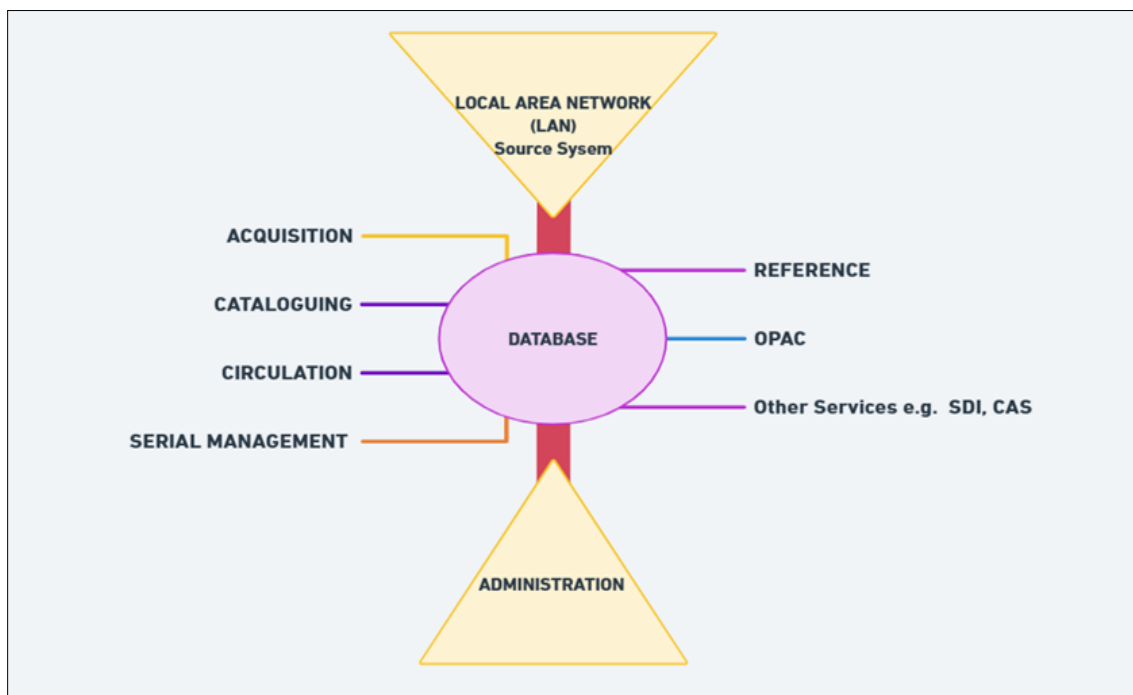 LOCAL AREA NETWORK
(LAN)
Source Sysem
ACQUISITION
CATALOGUING
CIRCULATION
SERIAL MANAGEMENT
DATABASE
REFERENCE
OPAC
Other Services e.g. SDI, CAS
ADMINISTRATION